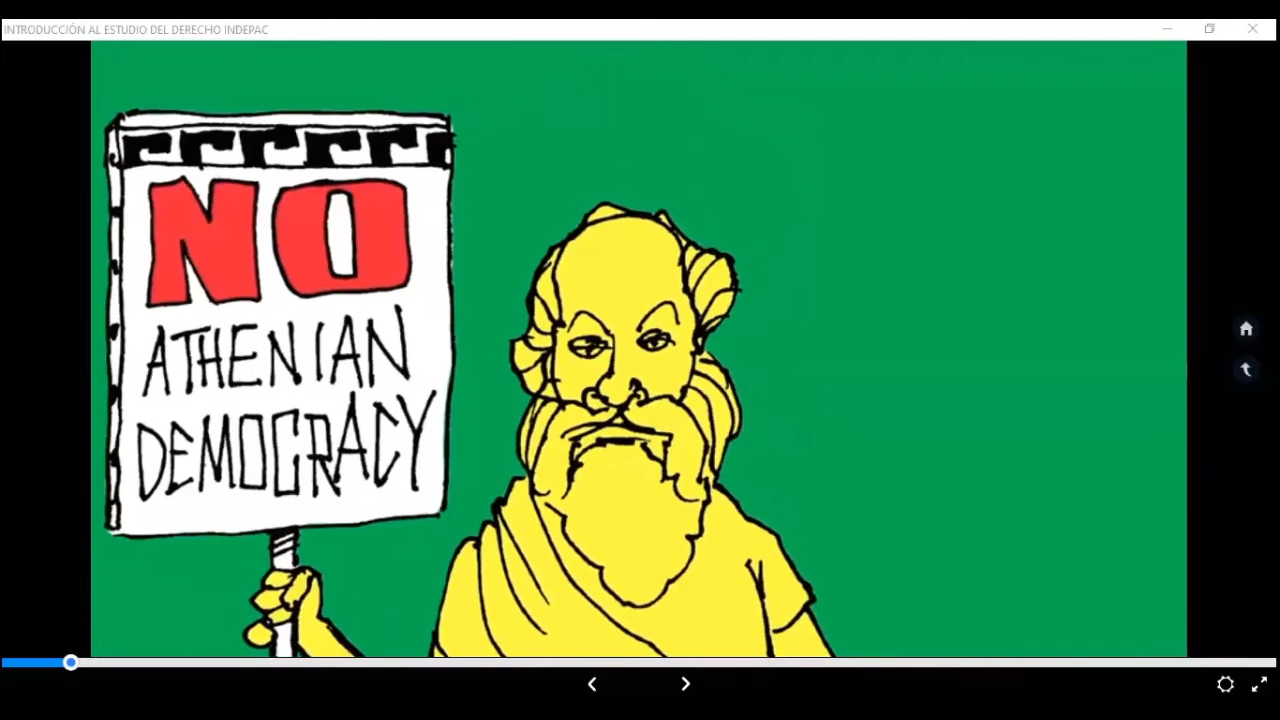 INTRODUCCIÓN AL ESTUDIO DEL DERECHO INDEPAC
NO
ATHENIAN
DEMOCRACY